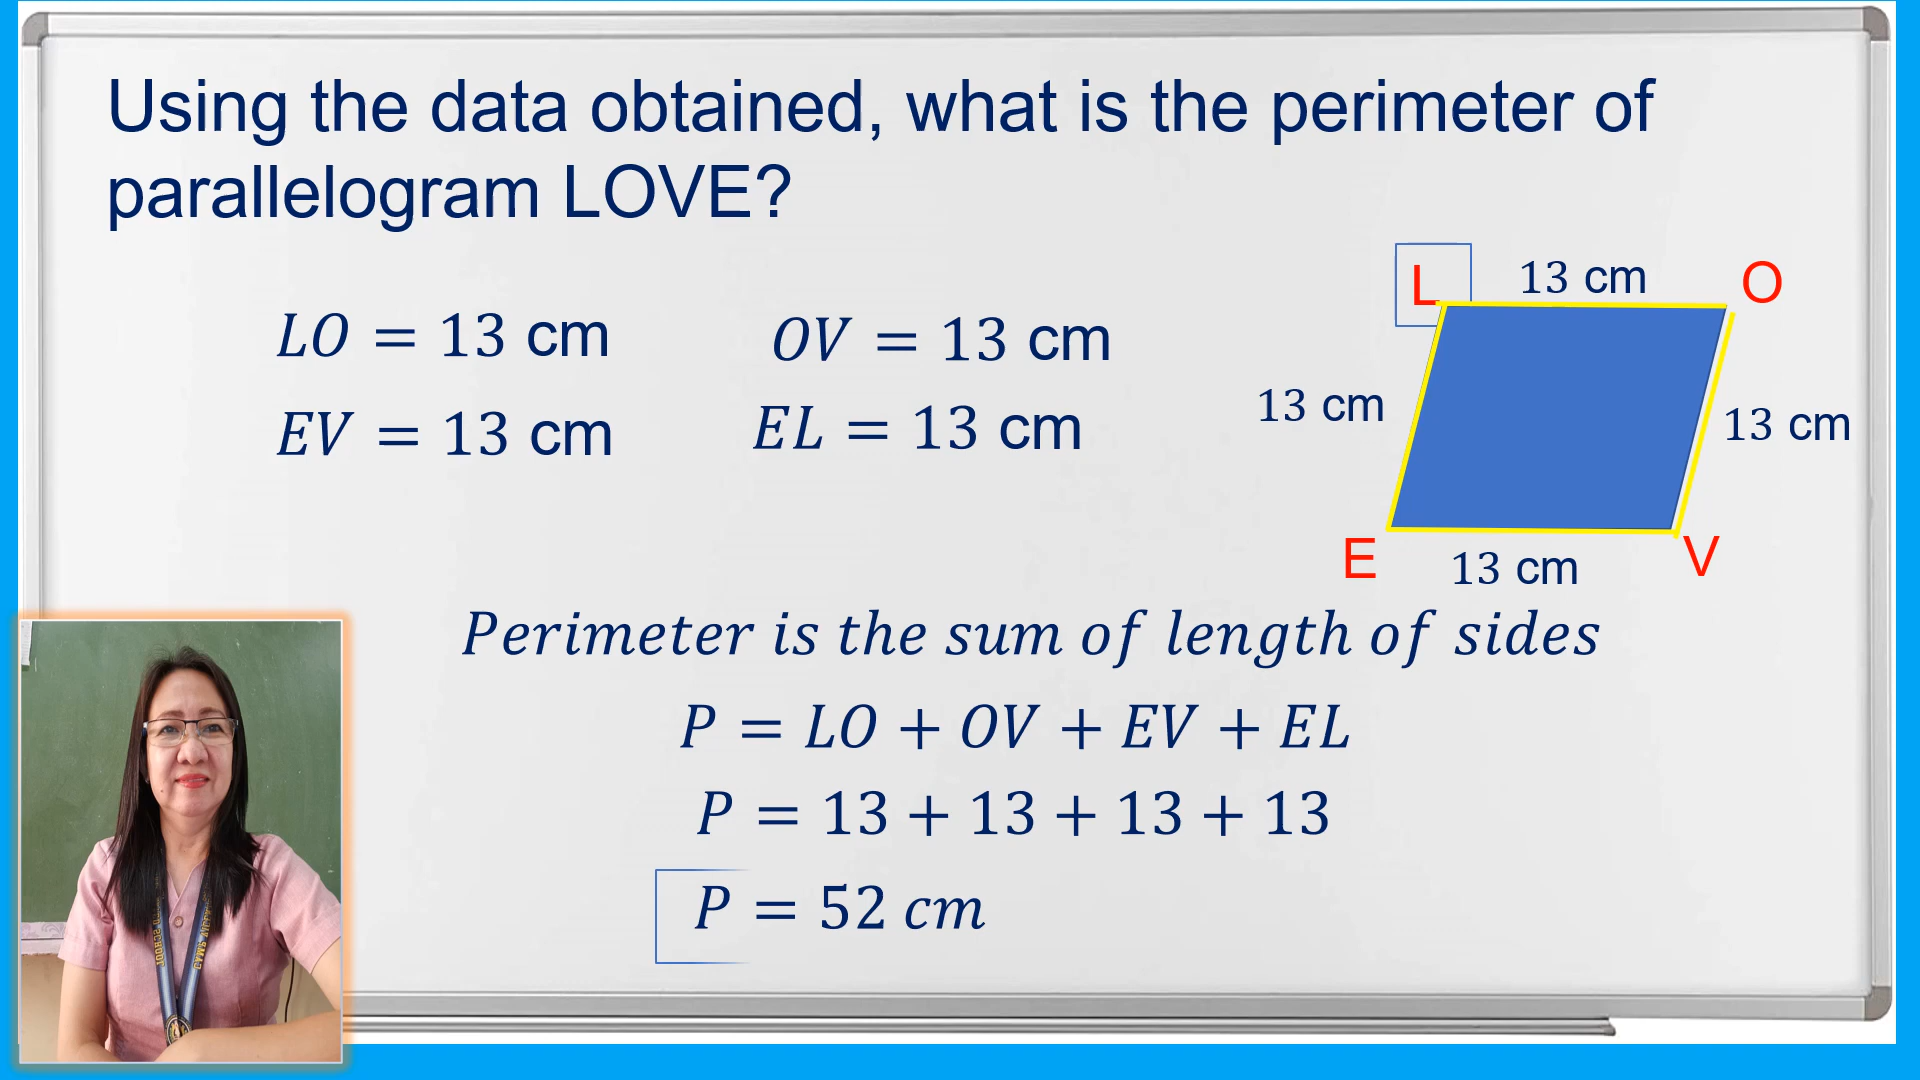 Using the data obtained, what is the perimeter of
parallelogram LOVE?
LO = 13 cm
OV = 13 cm
EV = 13 cm
EL = 13 cm
L
13 cm
O
13 cm
13 cm
E
13 cm
V
Perimeter is the sum of length of sides
P = LO + OV + EV + EL
P = 13 + 13 + 13 + 13
P = 52 cm
SCHOOL
CAMP